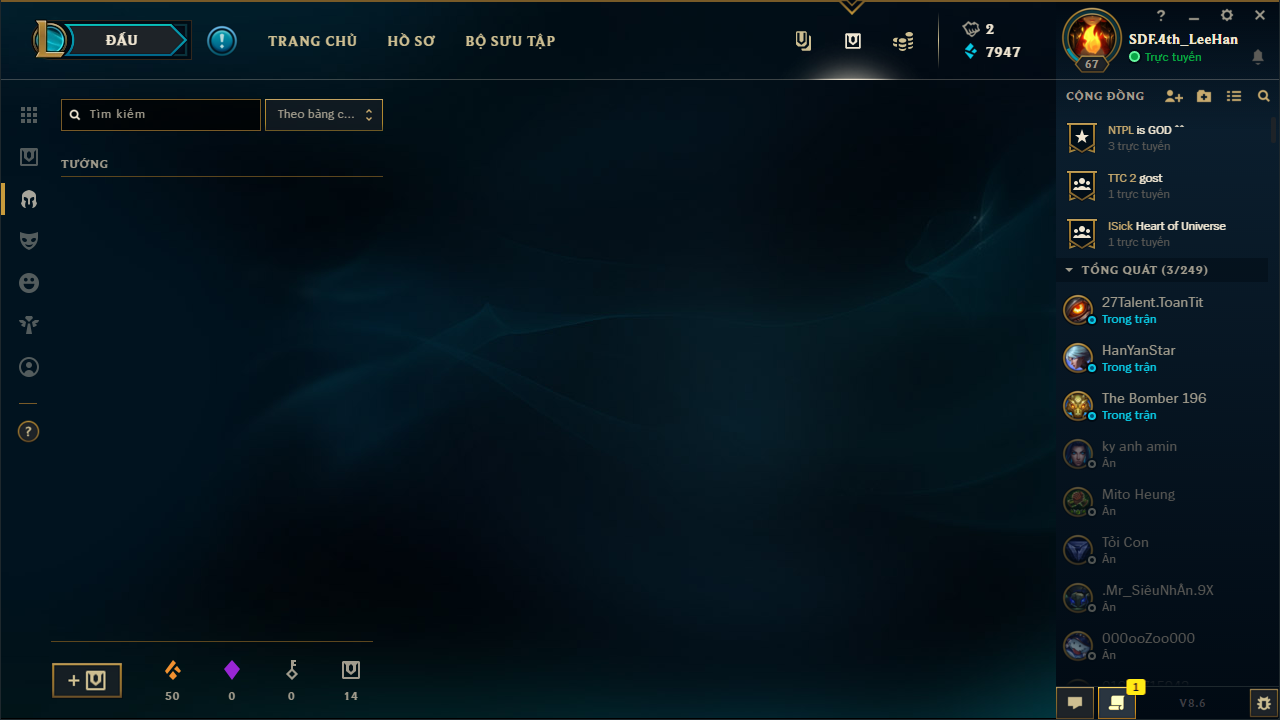 ĐẤU
TRANG CHỦ
HỒ SƠ
BỘ SƯU TẬP
2
7947
67
?
SDF.4th_LeeHan
Trực tuyến
CỘNG ĐỒNG
Tìm kiếm
Theo bảng c...
TƯỚNG
NTPL is GOD ^^
3 trực tuyến
TTC 2 gost
1 trực tuyến
ISick Heart of Universe
1 trực tuyến
TỔNG QUÁT (3/249)
27Talent.ToanTit
Trong trận
HanYanStar
Trong trận
The Bomber 196
Trong trận
ky anh amin
Ẩn
Mito Heung
Ẩn
Tỏi Con
Ẩn
.Mr_SiêuNhÂn.9X
Ẩn
000ooZoo000
Ẩn
?
50
0
0
14
1
V8.6